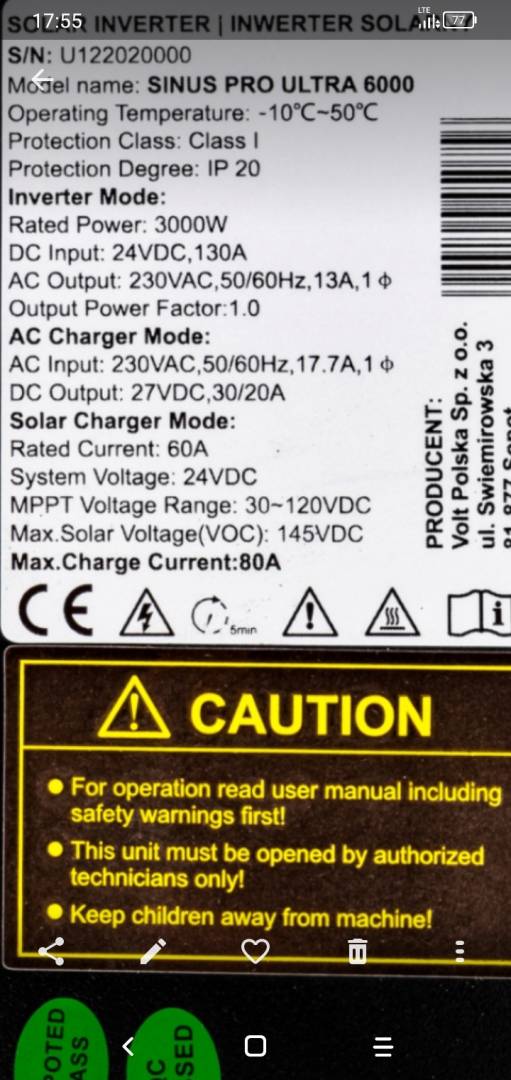 17:55
LTE
77
SOLAR INVERTER | INWERTER SOLARNY
S/N: U122020000
Model name: SINUS PRO ULTRA 6000
Operating Temperature: -10℃~50℃
Protection Class: Class I
Protection Degree: IP 20
Inverter Mode:
Rated Power: 3000W
DC Input: 24VDC,130A
AC Output: 230VAC,50/60Hz,13A,1 ϕ
Output Power Factor:1.0
AC Charger Mode:
AC Input: 230VAC,50/60Hz,17.7A,1 ϕ
DC Output: 27VDC,30/20A
Solar Charger Mode:
Rated Current: 60A
System Voltage: 24VDC
MPPT Voltage Range: 30~120VDC
Max.Solar Voltage(VOC): 145VDC
Max.Charge Current:80A
PRODUCENT:
Volt Polska Sp. z o.o.
ul. Swiemirowska 3
CE
5min
CAUTION
For operation read user manual including
safety warnings first!
This unit must be opened by authorized
technicians only!
Keep children away from machine!